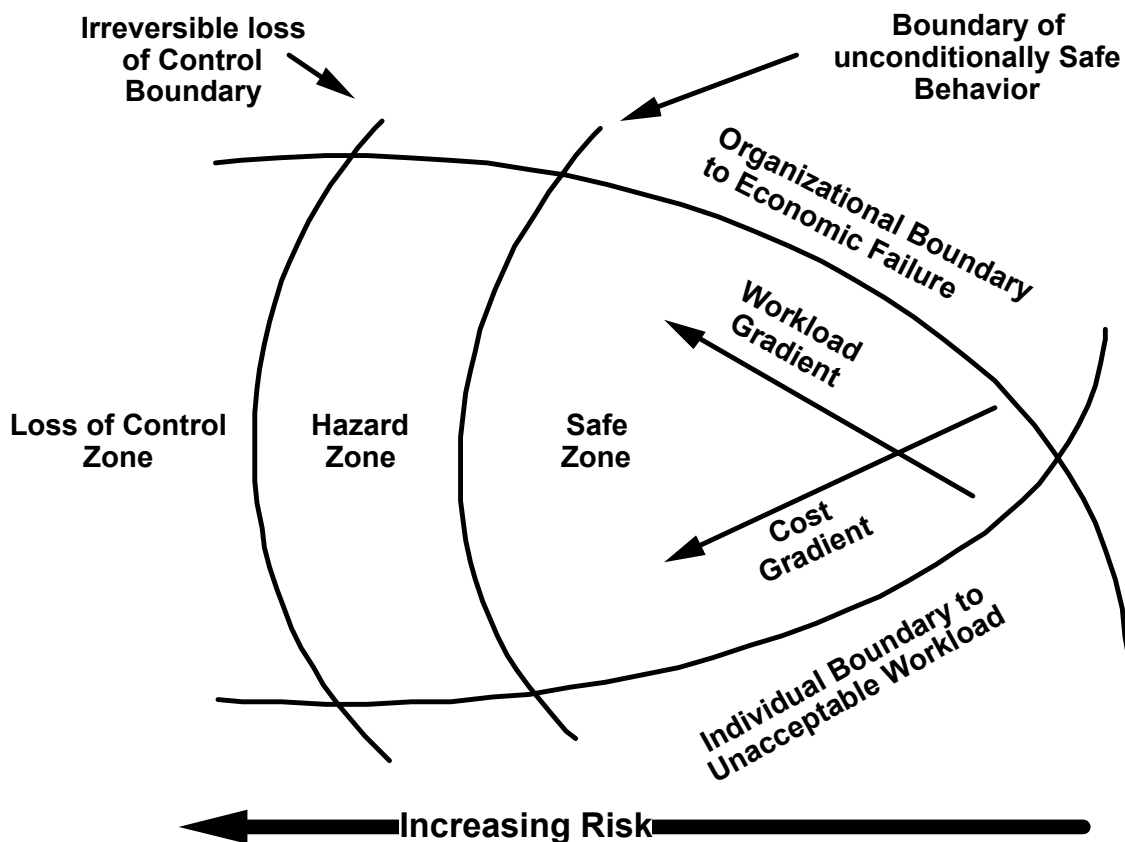 Irreversible loss
of Control
Boundary
Boundary of
unconditionally Safe
Behavior
Organizational Boundary
to Economic Failure
Workload
Gradient
Loss of Control
Zone
Hazard
Zone
Safe
Zone
Cost
Gradient
Individual Boundary to
Unacceptable Workload
Increasing Risk